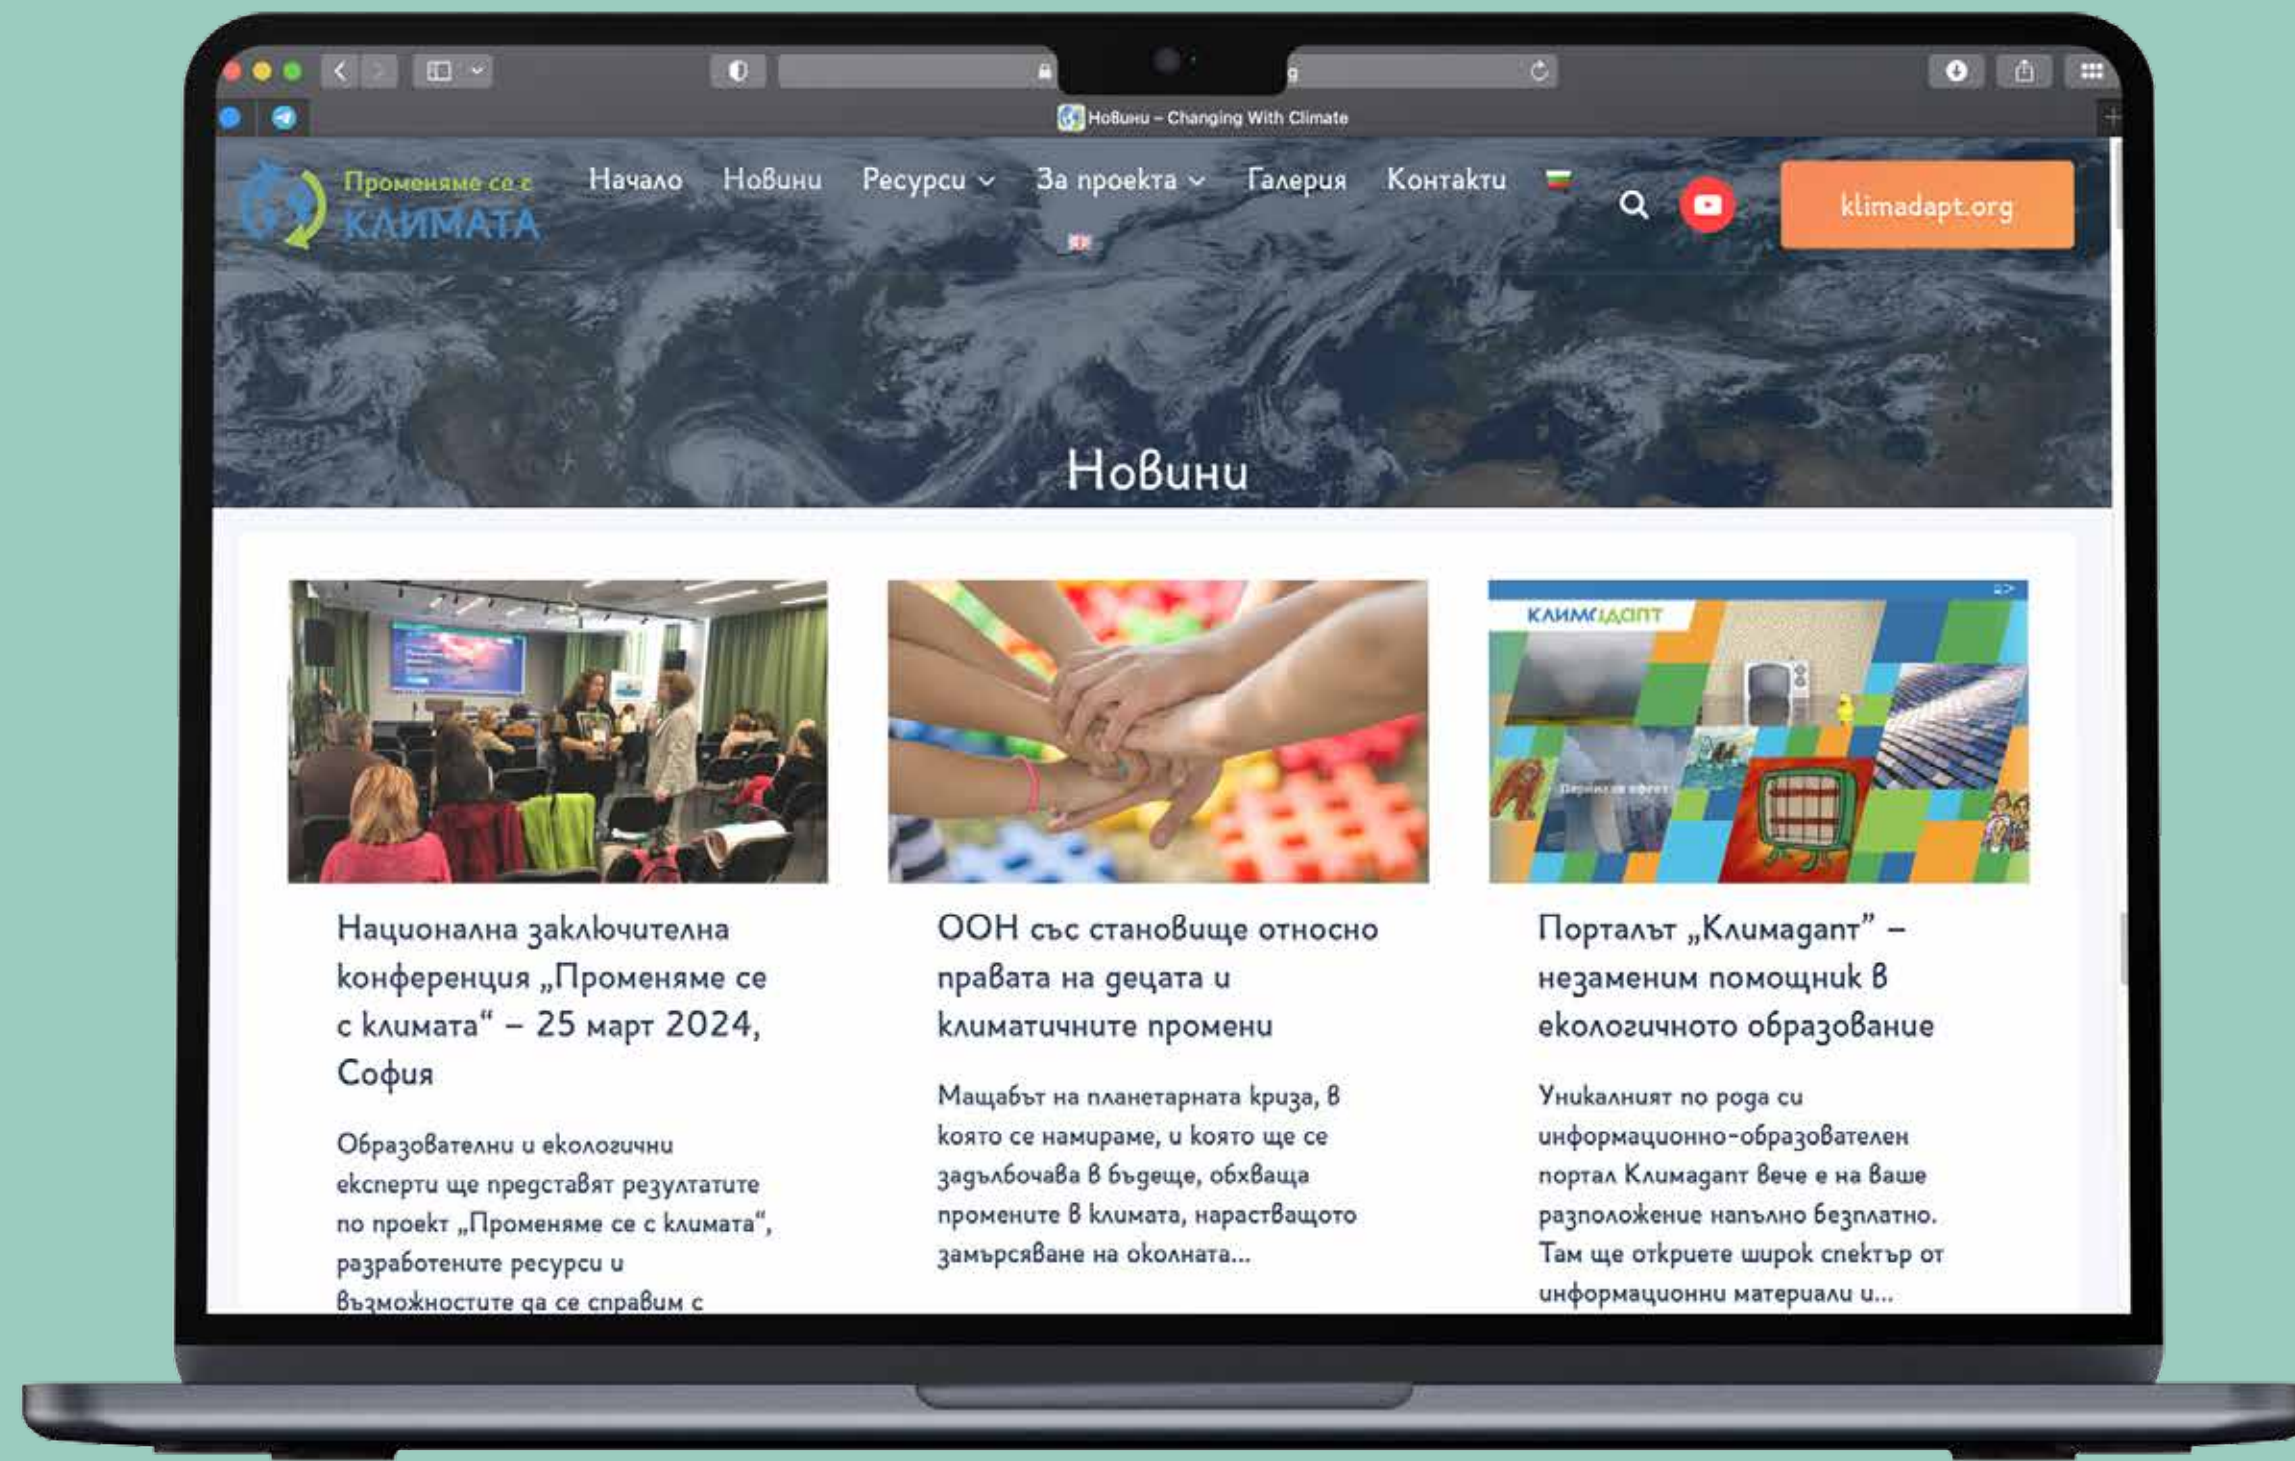 Новини – Changing With Climate
Променяме се с
КЛИМАТА
Начало Новини Ресурси За проекта Галерия Контакти
klimadapt.org
Новини
КЛИМАДАПТ
Национална заключителна
конференция „Променяме се
с климата“ – 25 март 2024,
София
Образователни и екологични
експерти ще представят резултатите
по проект „Променяме се с климата“,
разработените ресурси и
възможностите да се справим с
ООН със становище относно
правата на децата и
климатичните промени
Мащабът на планетарната криза, в
която се намираме, и която ще се
задълбочава в бъдеще, обхваща
промените в климата, нарастващото
замърсяване на околната...
Порталът „Климадапт” –
незаменим помощник в
екологичното образование
Уникалният по рода си
информационно-образователен
портал Климадапт вече е на ваше
разположение напълно безплатно.
Там ще откриете широк спектър от
информационни материали и...